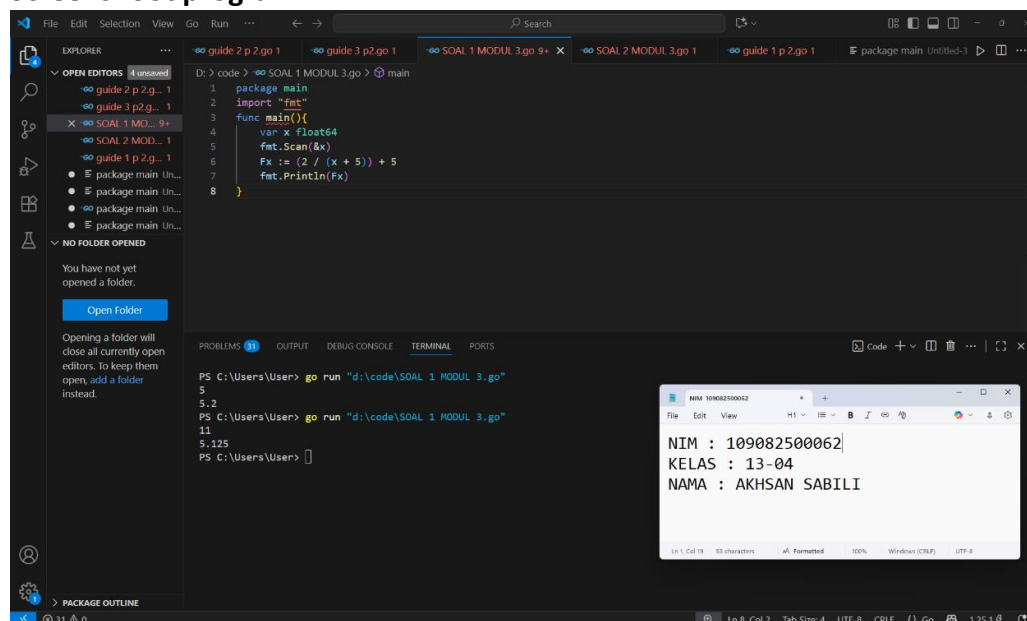 File Edit Selection View Go Run ··· Search
EXPLORER ··· guide 2 p 2.go 1 guide 3 p2.go 1 SOAL 1 MODUL 3.go 9+ SOAL 2 MODUL 3.go 1 guide 1 p 2.go 1 package main Untitled-3 ···
OPEN EDITORS 4 unsaved
guide 2 p 2.g... 1
guide 3 p2.g... 1
SOAL 1 MO... 9+
SOAL 2 MOD... 1
guide 1 p 2.g... 1
package main Un...
package main Un...
package main Un...
package main Un...
NO FOLDER OPENED
You have not yet
opened a folder.
Open Folder
Opening a folder will
close all currently open
editors. To keep them
open, add a folder
instead.
PACKAGE OUTLINE
D: > code > SOAL 1 MODUL 3.go > main
1 package main
2 import "fmt"
3 func main(){
4 var x float64
5 fmt.Scan(&x)
6 Fx := (2 / (x + 5)) + 5
7 fmt.Println(Fx)
8 }
PROBLEMS 31 OUTPUT DEBUG CONSOLE TERMINAL PORTS Code
PS C:\Users\User> go run "d:\code\SOAL 1 MODUL 3.go"
5
5.2
PS C:\Users\User> go run "d:\code\SOAL 1 MODUL 3.go"
11
5.125
PS C:\Users\User>
NIM 109082500062
File Edit View H1 B I
NIM : 109082500062
KELAS : 13-04
NAMA : AKHSAN SABILI
Ln 1, Col 19 53 characters Formatted 100% Windows (CRLF) UTF-8
31 0 Ln 8, Col 2 Tab Size: 4 UTF-8 CRLF {} Go